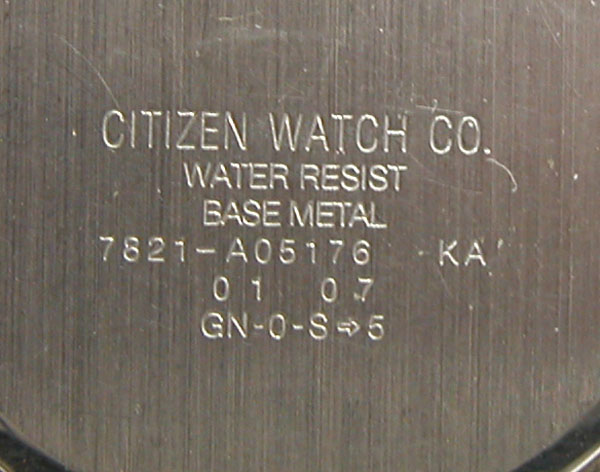 CITIZEN WATCH CO.
WATER RESIST
BASE METAL
7821-A05176 KA
01 07
GN-0-S⇨5